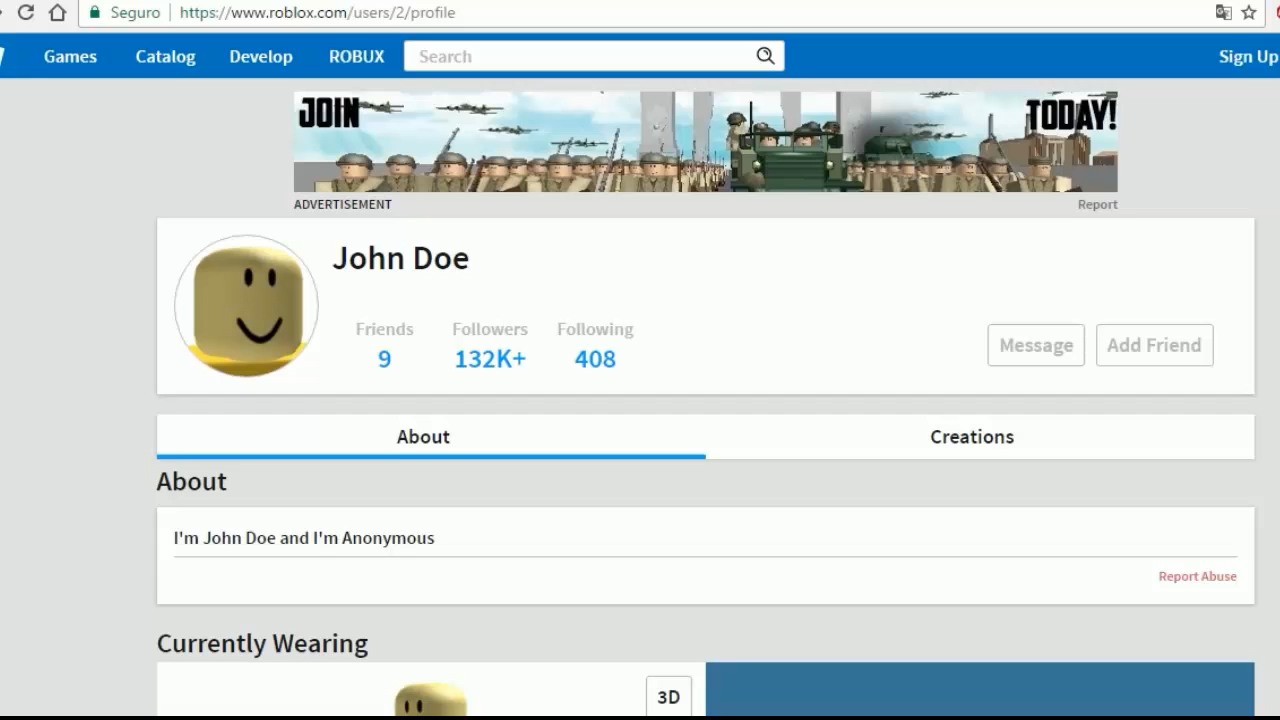 Seguro https://www.roblox.com/users/2/profile
Games Catalog Develop ROBUX Search Sign Up
JOIN TODAY!
ADVERTISEMENT Report
John Doe
Friends Followers Following
9 132K+ 408
Message Add Friend
About Creations
About
I'm John Doe and I'm Anonymous
Report Abuse
Currently Wearing
3D